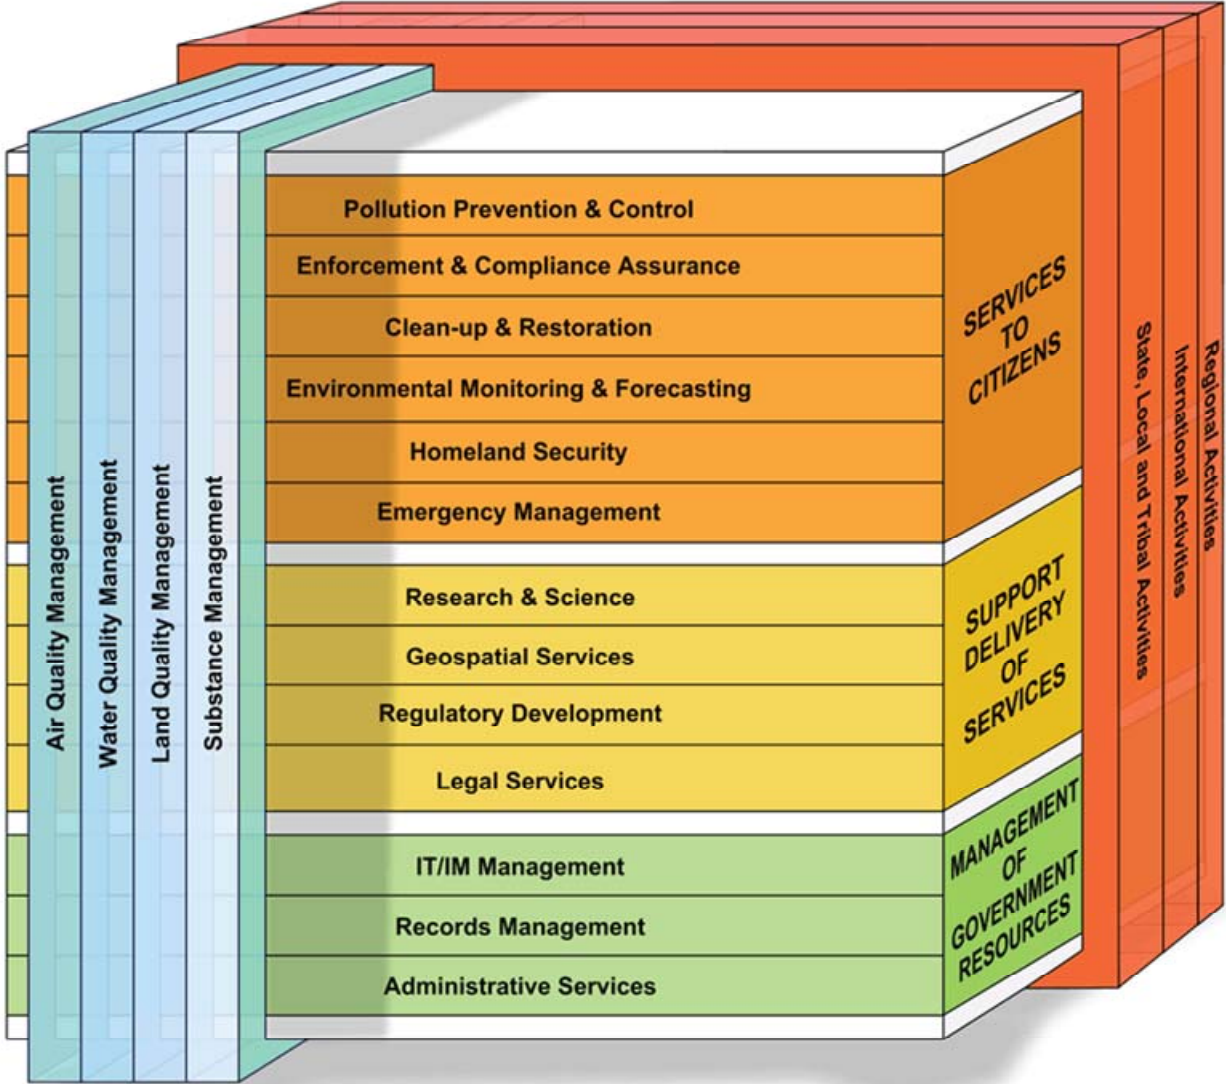 Pollution Prevention & Control
Enforcement & Compliance Assurance
Clean-up & Restoration
Environmental Monitoring & Forecasting
Homeland Security
Emergency Management
Research & Science
Geospatial Services
Regulatory Development
Legal Services
IT/IM Management
Records Management
Administrative Services
Air Quality Management
Water Quality Management
Land Quality Management
Substance Management
SERVICES
TO
CITIZENS
SUPPORT
DELIVERY
OF
SERVICES
MANAGEMENT
OF
GOVERNMENT
RESOURCES
State, Local and Tribal Activities
International Activities
Regional Activities